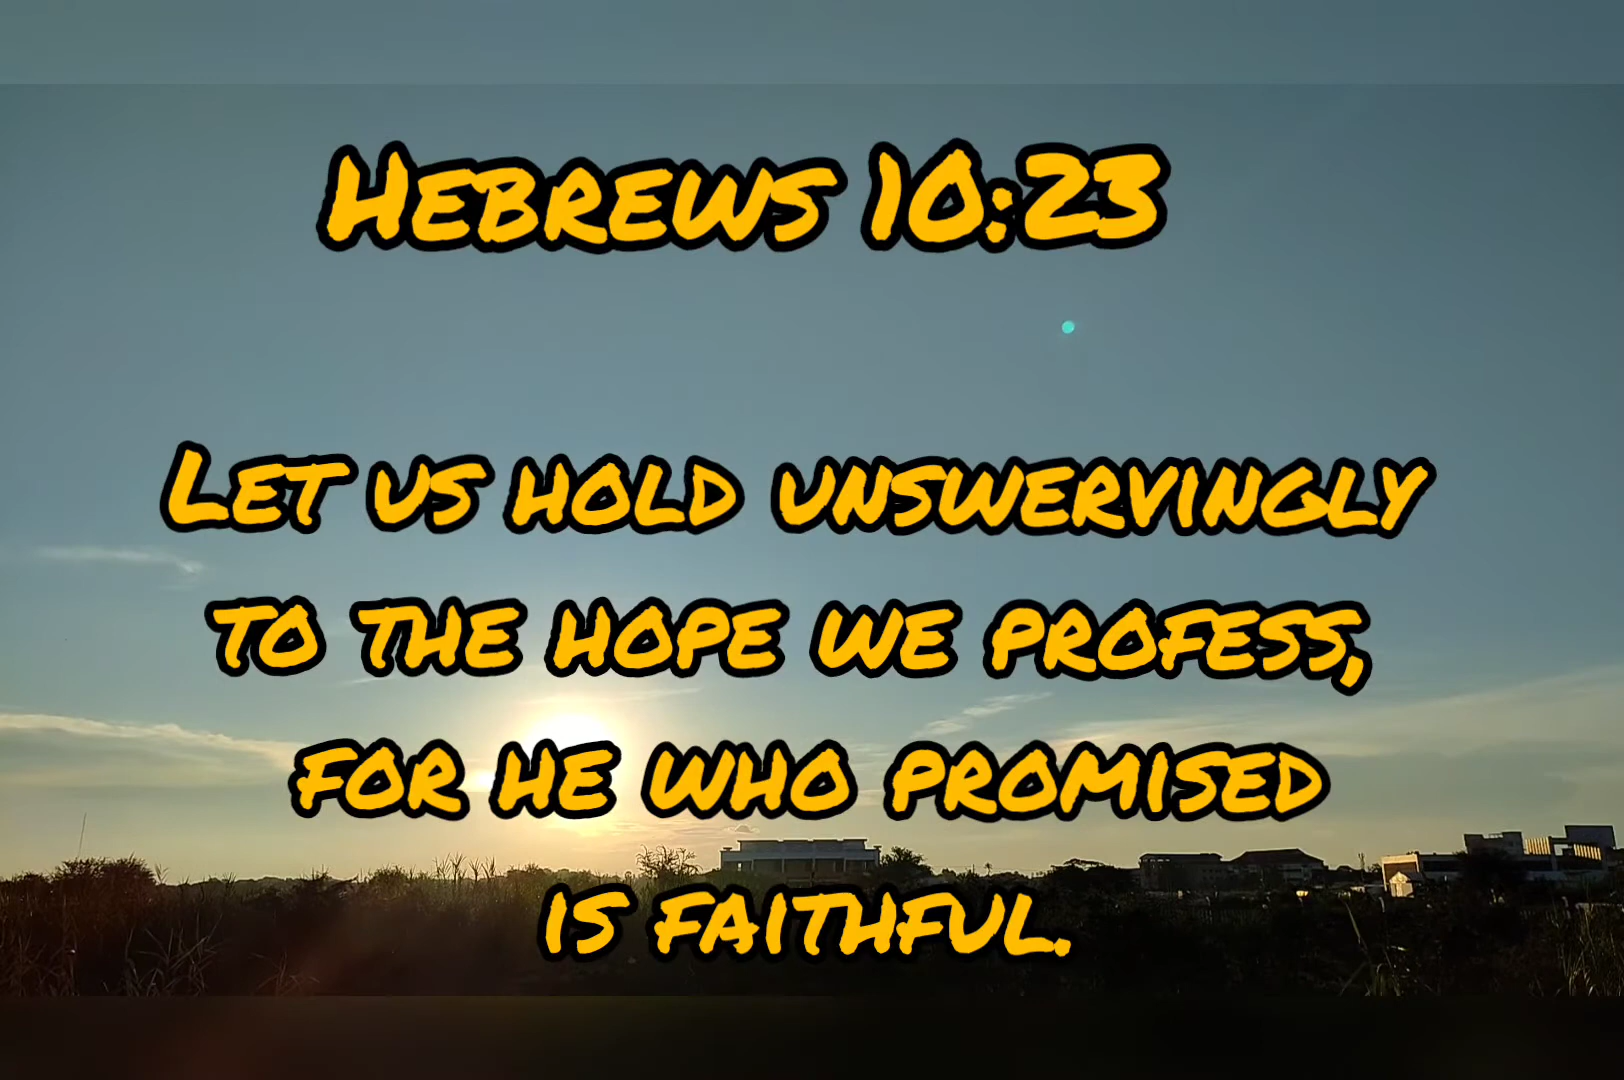 Hebrews 10:23
Let us hold unswervingly
to the hope we profess,
for he who promised
is faithful.